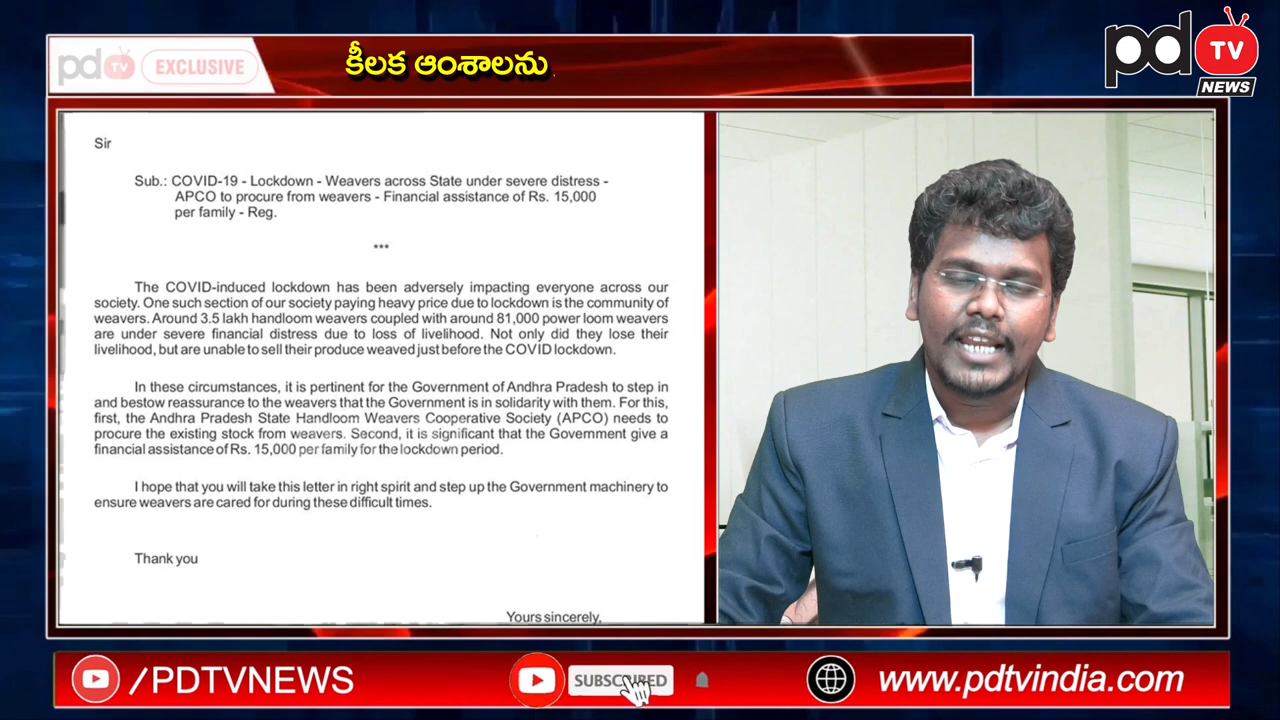 pd TV EXCLUSIVE
కీలక ఆంశాలను
pd TV NEWS
Sir
Sub.: COVID-19 - Lockdown - Weavers across State under severe distress -
APCO to procure from weavers - Financial assistance of Rs. 15,000
per family - Reg.
***
The COVID-induced lockdown has been adversely impacting everyone across our
society. One such section of our society paying heavy price due to lockdown is the community of
weavers. Around 3.5 lakh handloom weavers coupled with around 81,000 power loom weavers
are under severe financial distress due to loss of livelihood. Not only did they lose their
livelihood, but are unable to sell their produce weaved just before the COVID lockdown.
In these circumstances, it is pertinent for the Government of Andhra Pradesh to step in
and bestow reassurance to the weavers that the Government is in solidarity with them. For this,
first, the Andhra Pradesh State Handloom Weavers Cooperative Society (APCO) needs to
procure the existing stock from weavers. Second, it is significant that the Government give a
financial assistance of Rs. 15,000 per family for the lockdown period.
I hope that you will take this letter in right spirit and step up the Government machinery to
ensure weavers are cared for during these difficult times.
Thank you
Yours sincerely,
/PDTVNEWS
SUBSCRIBED
www.pdtvindia.com